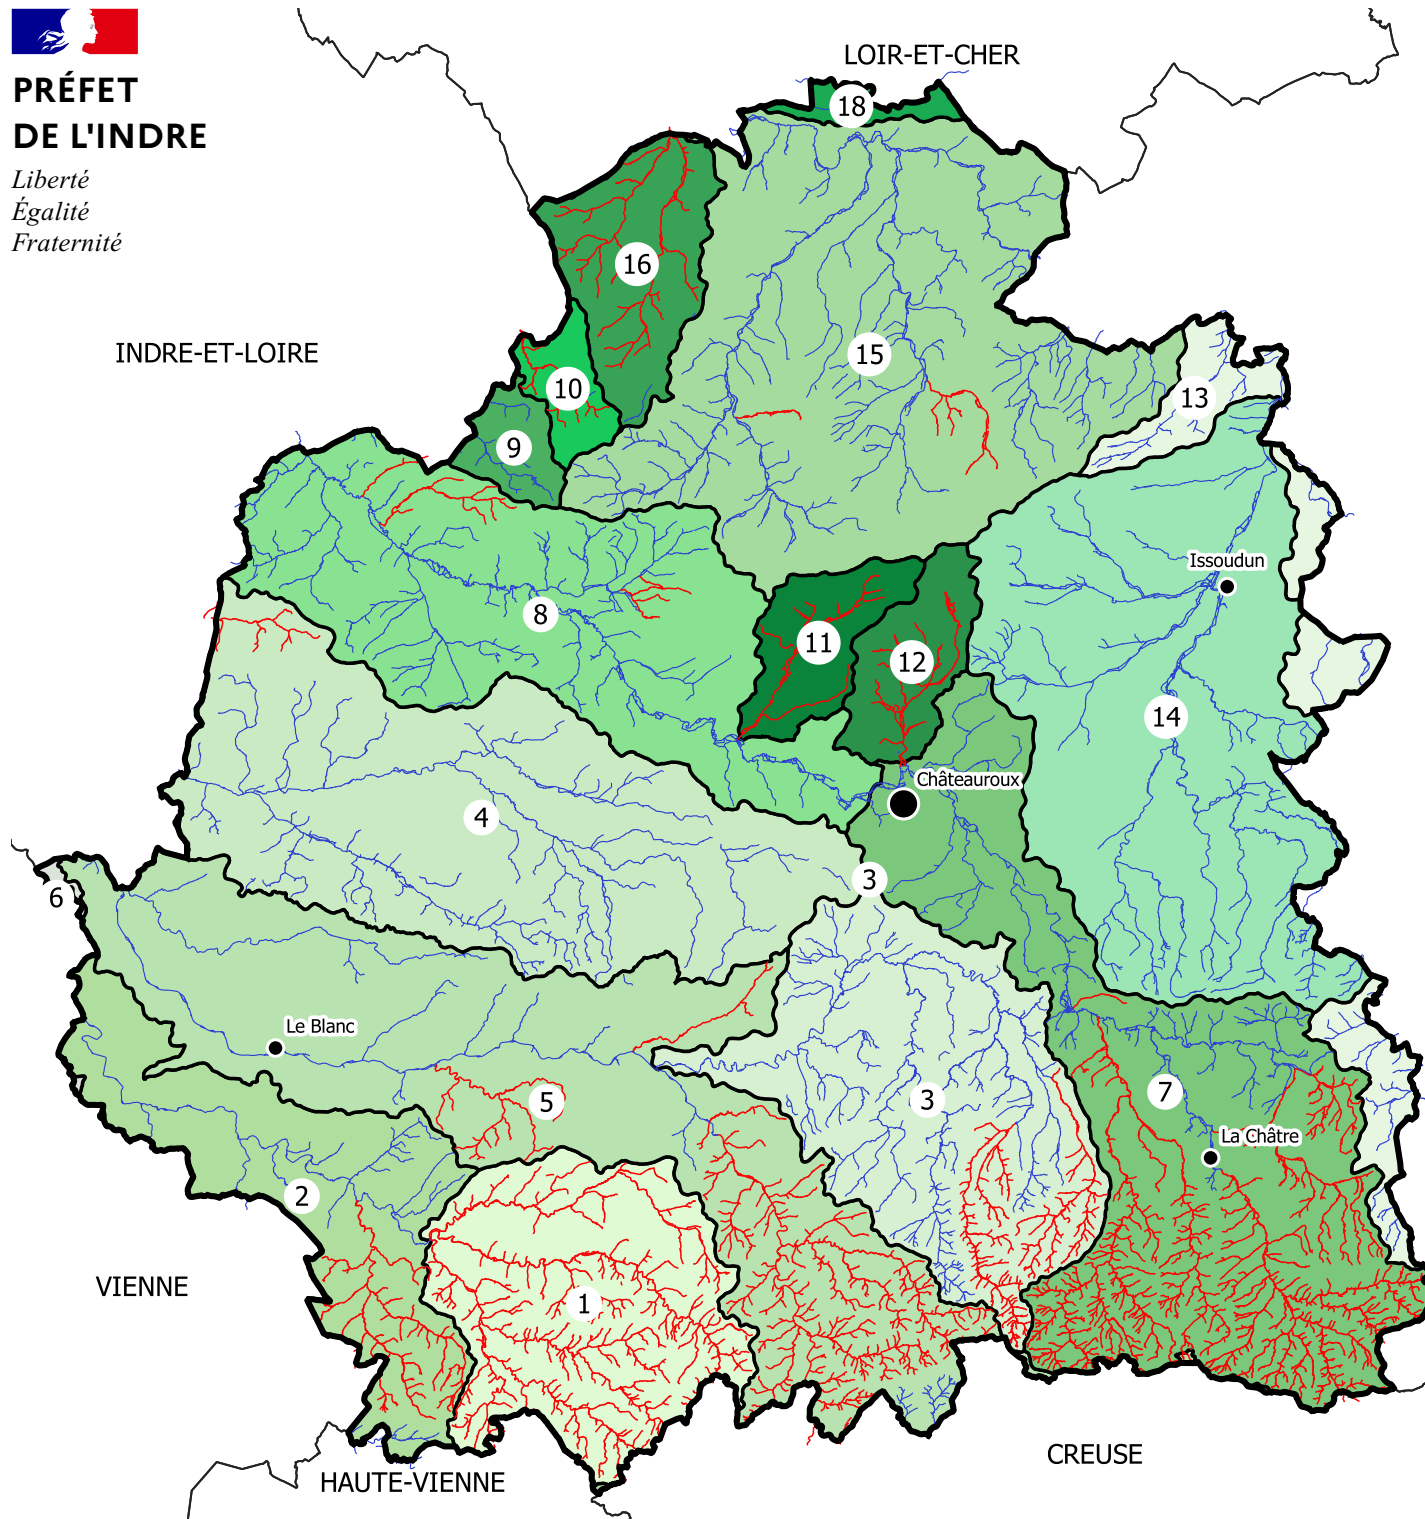 PRÉFET
DE L'INDRE
Liberté
Égalité
Fraternité
LOIR-ET-CHER
18
16
INDRE-ET-LOIRE
15
10
13
9
Issoudun
8
11
12
14
Châteauroux
4
3
6
Le Blanc
5
3
7
La Châtre
2
VIENNE
1
CREUSE
HAUTE-VIENNE